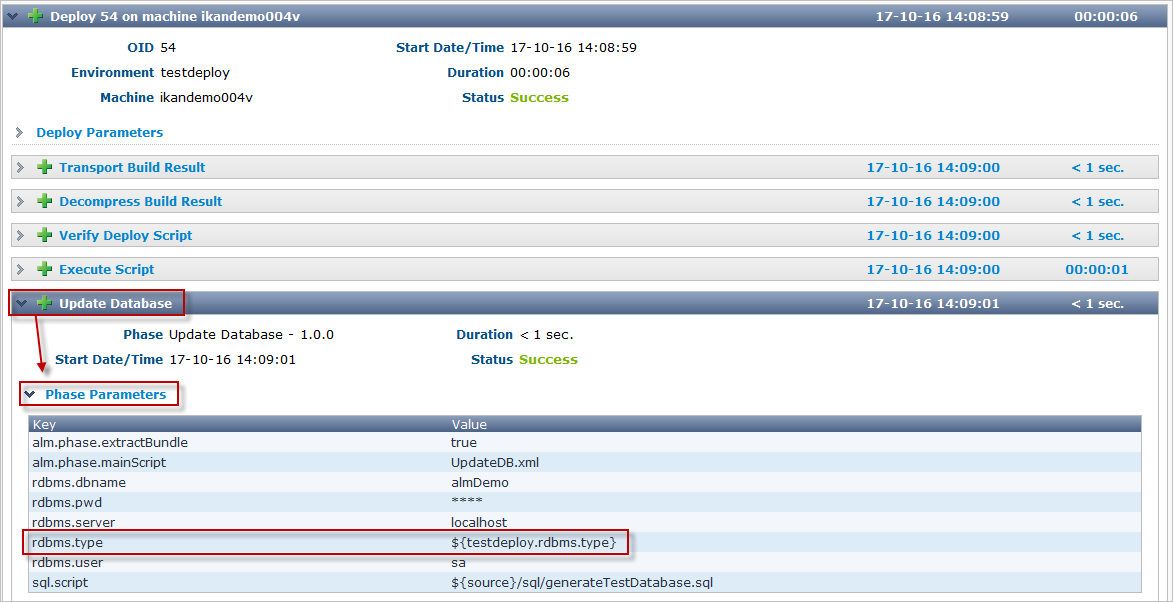 Deploy 54 on machine ikandemo004v 17-10-16 14:08:59 00:00:06
OID 54 Start Date/Time 17-10-16 14:08:59
Environment testdeploy Duration 00:00:06
Machine ikandemo004v Status Success
Deploy Parameters
Transport Build Result 17-10-16 14:09:00 < 1 sec.
Decompress Build Result 17-10-16 14:09:00 < 1 sec.
Verify Deploy Script 17-10-16 14:09:00 < 1 sec.
Execute Script 17-10-16 14:09:00 00:00:01
Update Database 17-10-16 14:09:01 < 1 sec.
Phase Update Database - 1.0.0 Duration < 1 sec.
Start Date/Time 17-10-16 14:09:01 Status Success
Phase Parameters
Key Value
alm.phase.extractBundle true
alm.phase.mainScript UpdateDB.xml
rdbms.dbname almDemo
rdbms.pwd ****
rdbms.server localhost
rdbms.type ${testdeploy.rdbms.type}
rdbms.user sa
sql.script ${source}/sql/generateTestDatabase.sql